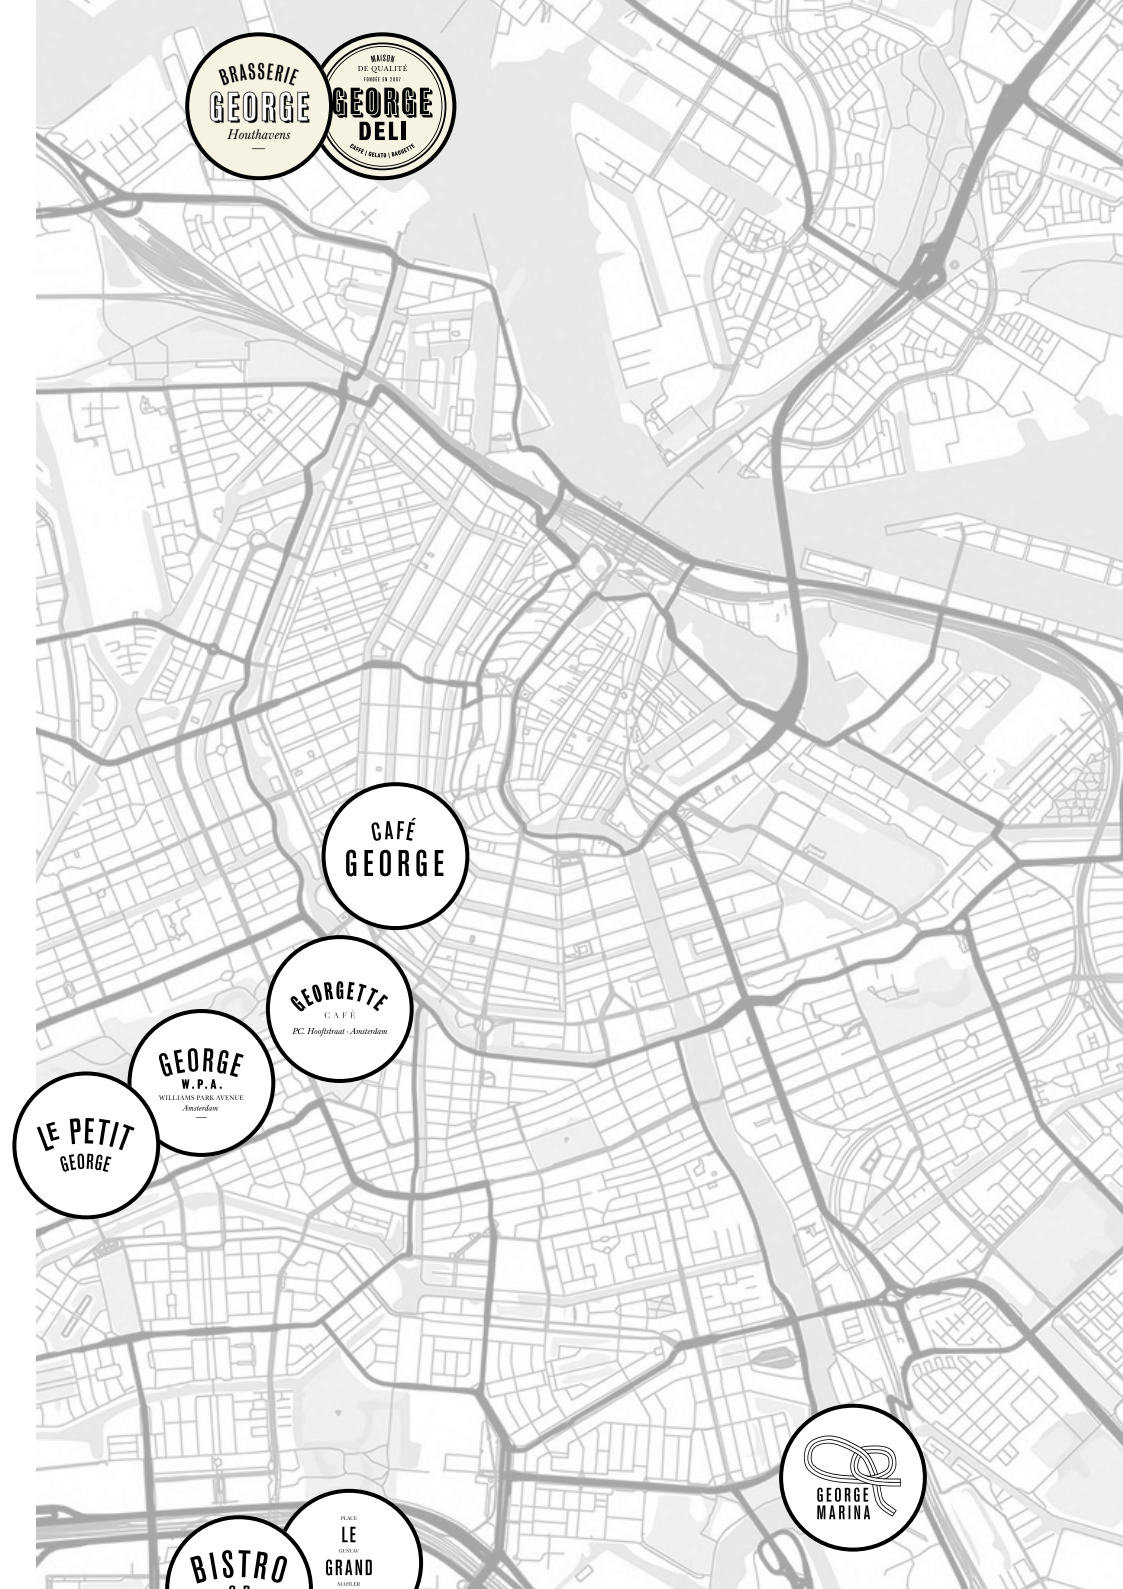 BRASSERIE
GEORGE
Houthavens
MAISON
DE QUALITÉ
FONDÉE EN 2007
GEORGE
DELI
CAFFÈ | GELATO | BAGUETTE
CAFÉ
GEORGE
GEORGETTE
CAFÉ
P.C. Hooftstraat · Amsterdam
GEORGE
W.P.A.
WILLIAMS PARK AVENUE
Amsterdam
LE PETIT
GEORGE
GEORGE
MARINA
PLACE
LE
GUSTAV
GRAND
MAHLER
BISTRO